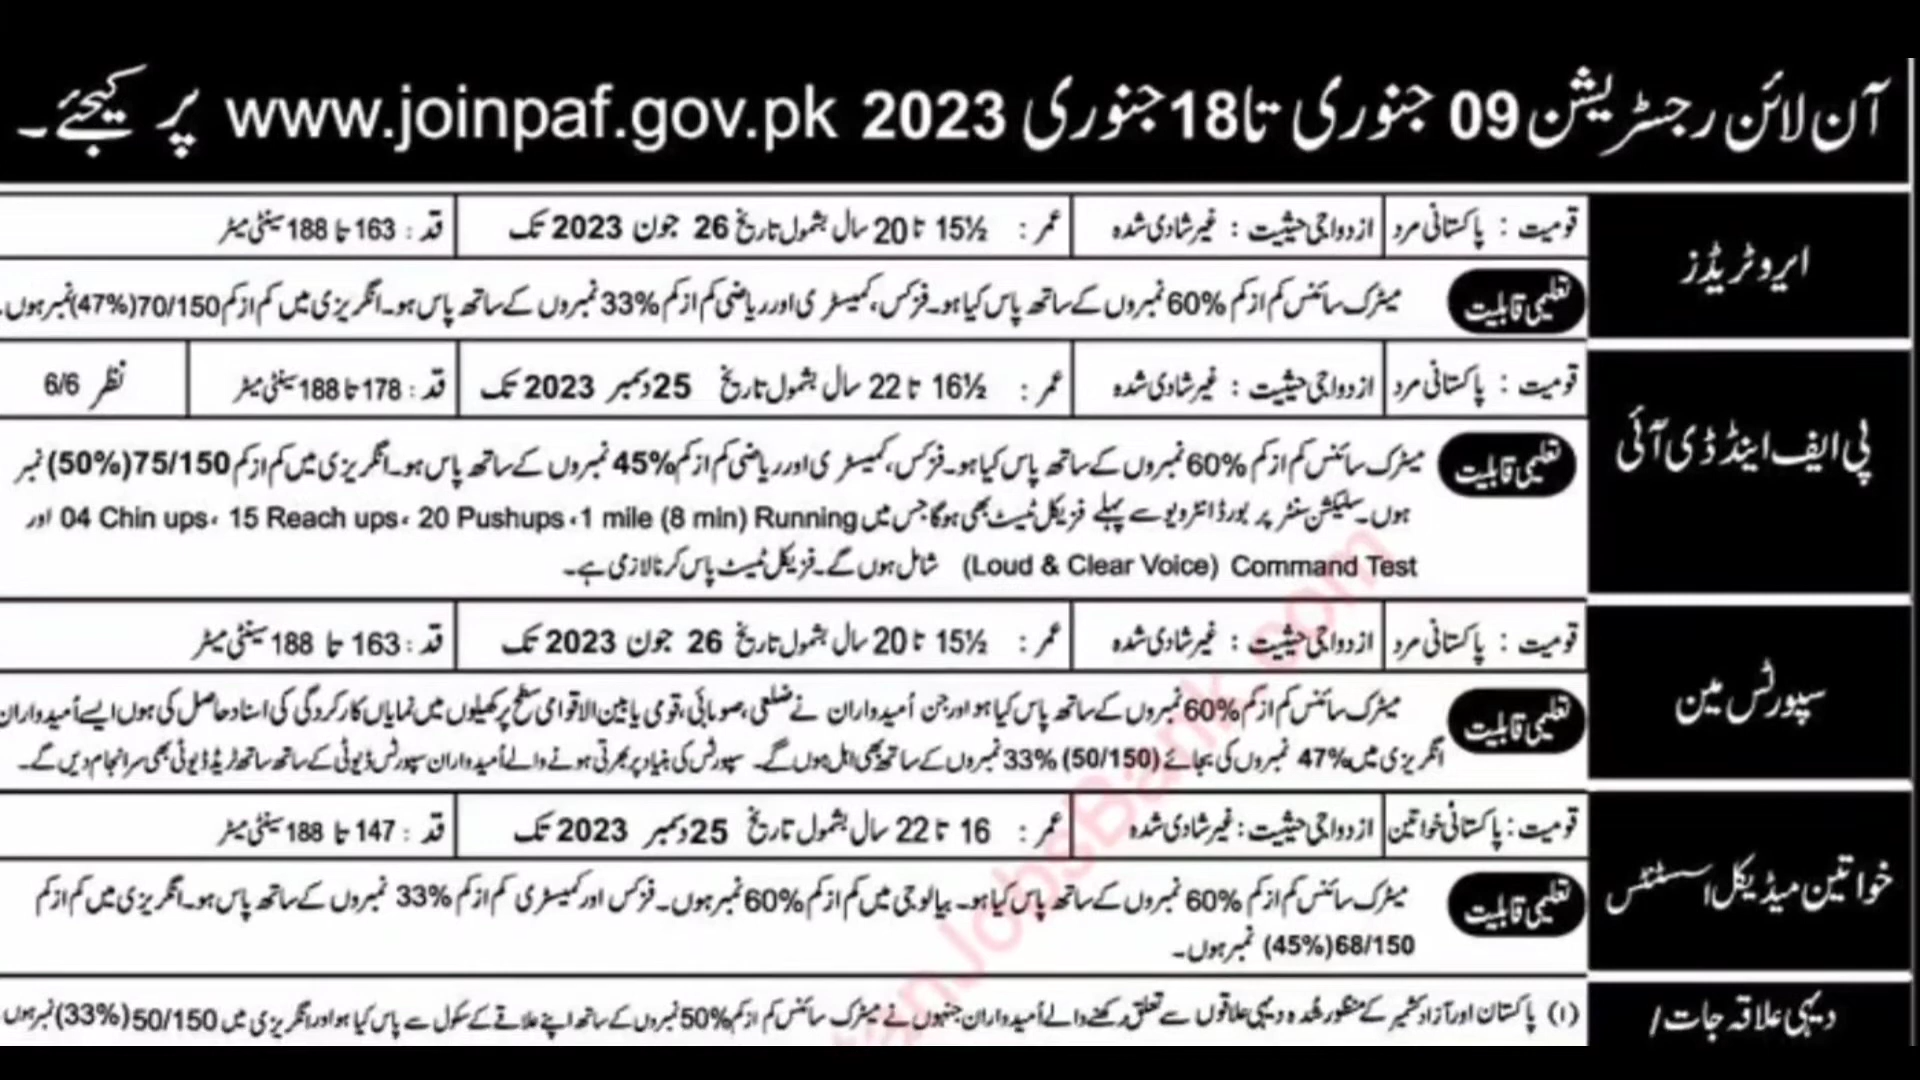 آن لائن رجسٹریشن 09 جنوری تا 18 جنوری 2023 www.joinpaf.gov.pk پر کیجئے۔
ایروٹریڈز
قومیت : پاکستانی مرد ازدواجی حیثیت : غیر شادی شدہ عمر : 15½ تا 20 سال بشمول تاریخ 26 جون 2023 تک قد : 163 تا 188 سینٹی میٹر
تعلیمی قابلیت میٹرک سائنس کم از کم 60% نمبروں کے ساتھ پاس کیا ہو۔ فزکس، کیمسٹری اور ریاضی کم از کم 33% نمبروں کے ساتھ پاس ہو۔ انگریزی میں کم از کم 70/150(47%) نمبر ہوں۔
پی ایف اینڈ ڈی آئی
قومیت : پاکستانی مرد ازدواجی حیثیت : غیر شادی شدہ عمر : 16½ تا 22 سال بشمول تاریخ 25 دسمبر 2023 تک قد : 178 تا 188 سینٹی میٹر نظر 6/6
تعلیمی قابلیت میٹرک سائنس کم از کم 60% نمبروں کے ساتھ پاس کیا ہو۔ فزکس، کیمسٹری اور ریاضی کم از کم 45% نمبروں کے ساتھ پاس ہو۔ انگریزی میں کم از کم 75/150(50%) نمبر
ہوں۔ سلیکشن سنٹر پر بورڈ انٹرویو سے پہلے فزیکل ٹیسٹ بھی ہوگا جس میں 1 mile (8 min) Running، 20 Pushups، 15 Reach ups، 04 Chin ups اور
Command Test (Loud & Clear Voice) شامل ہوں گے۔ فزیکل ٹیسٹ پاس کرنا لازمی ہے۔
سپورٹس مین
قومیت : پاکستانی مرد ازدواجی حیثیت : غیر شادی شدہ عمر : 15½ تا 20 سال بشمول تاریخ 26 جون 2023 تک قد : 163 تا 188 سینٹی میٹر
تعلیمی قابلیت میٹرک سائنس کم از کم 60% نمبروں کے ساتھ پاس کیا ہو اور جن اُمیدواران نے ضلعی، صوبائی، قومی یا بین الاقوامی سطح پر کھیلوں میں نمایاں کارکردگی کی اسناد حاصل کی ہوں ایسے اُمیدواران
انگریزی میں 47% نمبروں کی بجائے (50/150) 33% نمبروں کے ساتھ بھی اہل ہوں گے۔ سپورٹس کی بنیاد پر بھرتی ہونے والے اُمیدواران سپورٹس ڈیوٹی کے ساتھ ساتھ ٹریڈ ڈیوٹی بھی سرانجام دیں گے۔
خواتین میڈیکل اسسٹنٹس
قومیت : پاکستانی خواتین ازدواجی حیثیت : غیر شادی شدہ عمر : 16 تا 22 سال بشمول تاریخ 25 دسمبر 2023 تک قد : 147 تا 188 سینٹی میٹر
تعلیمی قابلیت میٹرک سائنس کم از کم 60% نمبروں کے ساتھ پاس کیا ہو۔ بیالوجی میں کم از کم 60% نمبر ہوں۔ فزکس اور کیمسٹری کم از کم 33% نمبروں کے ساتھ پاس ہو۔ انگریزی میں کم از کم
68/150(45%) نمبر ہوں۔
دیہی علاقہ جات/
(۱) پاکستان اور آزاد کشمیر کے منظور شدہ دیہی علاقوں سے تعلق رکھنے والے اُمیدواران جنہوں نے میٹرک سائنس کم از کم 50% نمبروں کے ساتھ اپنے علاقے کے سکول سے پاس کیا ہو اور انگریزی میں 50/150(33%) نمبر ہوں